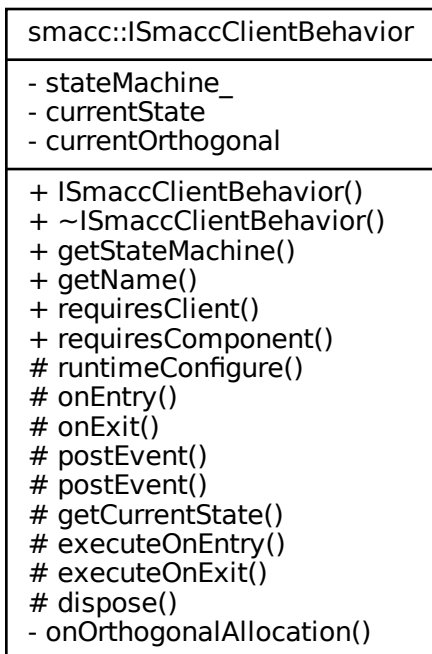 smacc::ISmaccClientBehavior
- stateMachine_
- currentState
- currentOrthogonal
+ ISmaccClientBehavior()
+ ~ISmaccClientBehavior()
+ getStateMachine()
+ getName()
+ requiresClient()
+ requiresComponent()
# runtimeConfigure()
# onEntry()
# onExit()
# postEvent()
# postEvent()
# getCurrentState()
# executeOnEntry()
# executeOnExit()
# dispose()
- onOrthogonalAllocation()